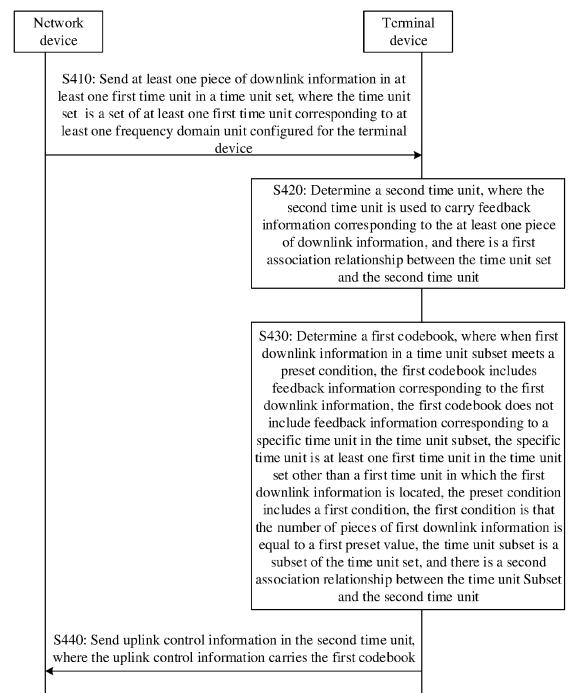 Network
device
Terminal
device
S410: Send at least one piece of downlink information in at
least one first time unit in a time unit set, where the time unit
set is a set of at least one first time unit corresponding to at
least one frequency domain unit configured for the terminal
device
S420: Determine a second time unit, where the
second time unit is used to carry feedback
information corresponding to the at least one piece
of downlink information, and there is a first
association relationship between the time unit set
and the second time unit
S430: Determine a first codebook, where when first
downlink information in a time unit subset meets a
preset condition, the first codebook includes
feedback information corresponding to the first
downlink information, the first codebook does not
include feedback information corresponding to a
specific time unit in the time unit subset, the specific
time unit is at least one first time unit in the time unit
set other than a first time unit in which the first
downlink information is located, the preset condition
includes a first condition, the first condition is that
the number of pieces of first downlink information is
equal to a first preset value, the time unit subset is a
subset of the time unit set, and there is a second
association relationship between the time unit Subset
and the second time unit
S440: Send uplink control information in the second time unit,
where the uplink control information carries the first codebook